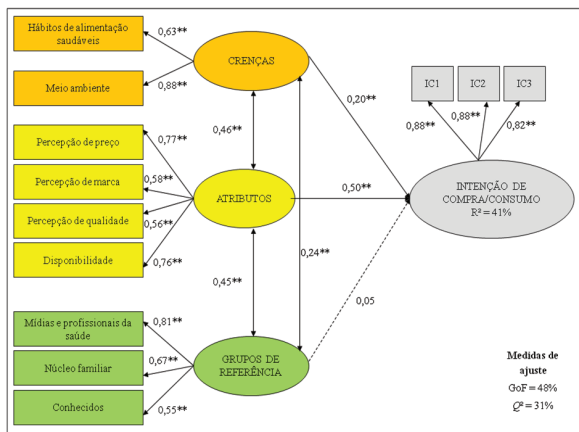 Hábitos de alimentação
saudáveis
0,63**
CRENÇAS
Meio ambiente
0,88**
IC1
IC2
IC3
0,88**
0,88**
0,82**
0,20**
0,46**
Percepção de preço
0,77**
Percepção de marca
0,58**
ATRIBUTOS
0,50**
INTENÇÃO DE
COMPRA/CONSUMO
R² = 41%
Percepção de qualidade
0,56**
Disponibilidade
0,76**
0,24**
0,45**
0,05
Mídias e profissionais da
saúde
0,81**
Núcleo familiar
0,67**
GRUPOS DE
REFERÊNCIA
Conhecidos
0,55**
Medidas de
ajuste
GoF = 48%
Q² = 31%